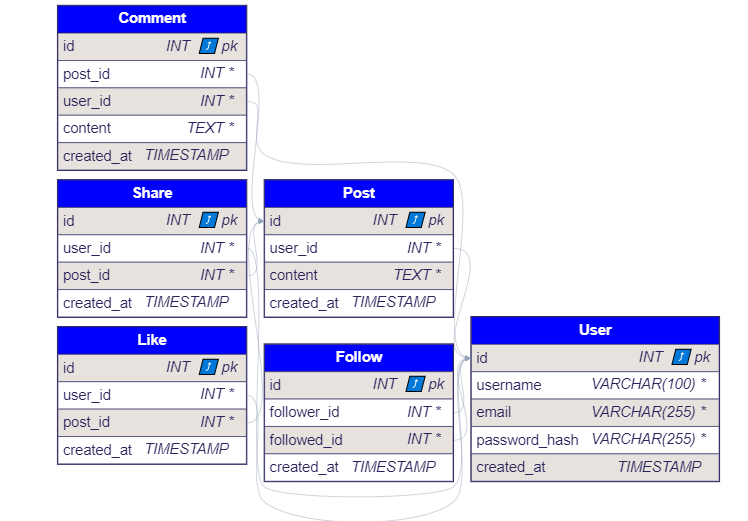 Comment
id INT ⤴ pk
post_id INT *
user_id INT *
content TEXT *
created_at TIMESTAMP
Share
id INT ⤴ pk
user_id INT *
post_id INT *
created_at TIMESTAMP
Post
id INT ⤴ pk
user_id INT *
content TEXT *
created_at TIMESTAMP
Like
id INT ⤴ pk
user_id INT *
post_id INT *
created_at TIMESTAMP
Follow
id INT ⤴ pk
follower_id INT *
followed_id INT *
created_at TIMESTAMP
User
id INT ⤴ pk
username VARCHAR(100) *
email VARCHAR(255) *
password_hash VARCHAR(255) *
created_at TIMESTAMP